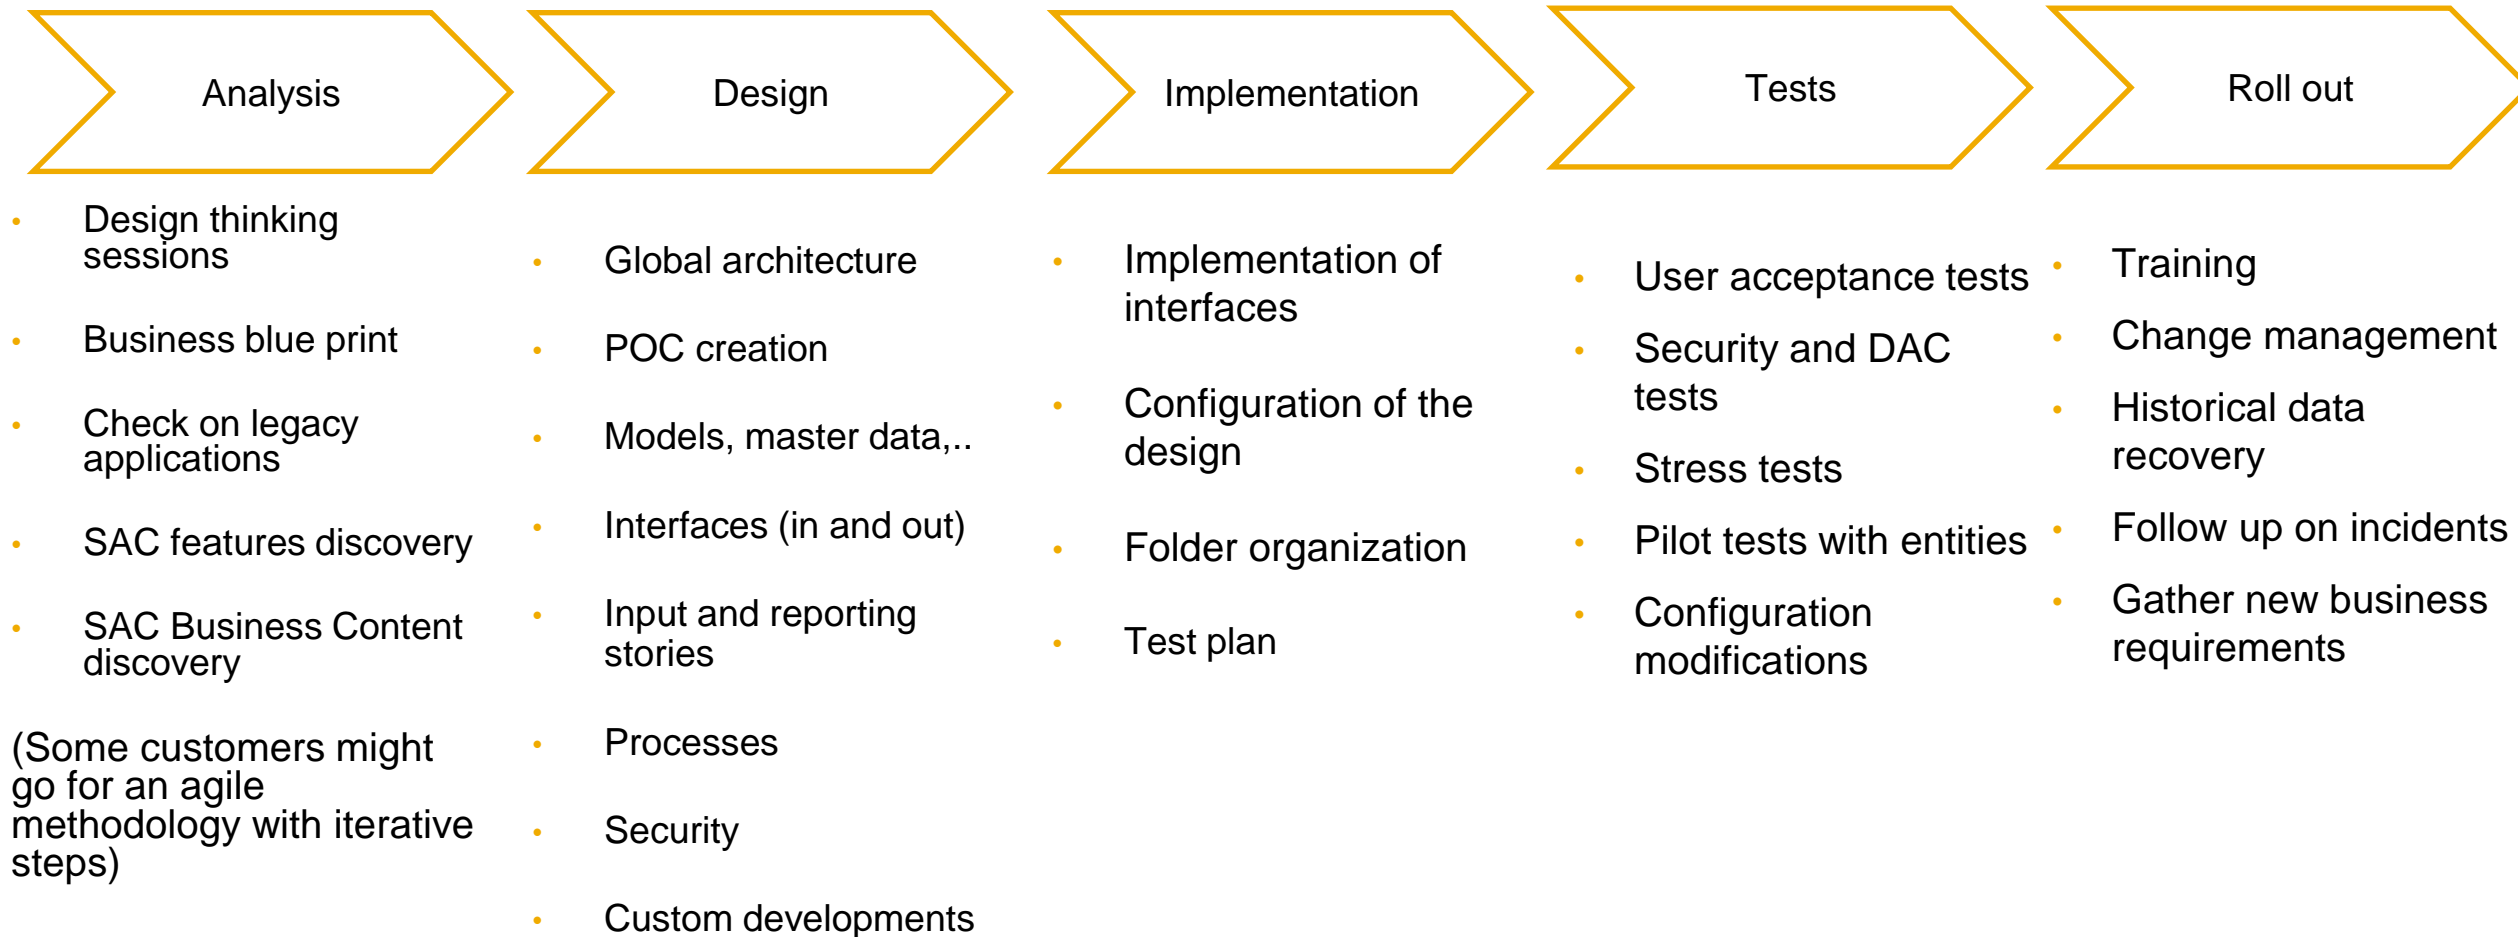 Analysis
Design
Implementation
Tests
Roll out
• Design thinking
sessions
• Business blue print
• Check on legacy
applications
• SAC features discovery
• SAC Business Content
discovery
(Some customers might
go for an agile
methodology with iterative
steps)
• Global architecture
• POC creation
• Models, master data,..
• Interfaces (in and out)
• Input and reporting
stories
• Processes
• Security
• Custom developments
• Implementation of
interfaces
• Configuration of the
design
• Folder organization
• Test plan
• User acceptance tests
• Security and DAC
tests
• Stress tests
• Pilot tests with entities
• Configuration
modifications
• Training
• Change management
• Historical data
recovery
• Follow up on incidents
• Gather new business
requirements